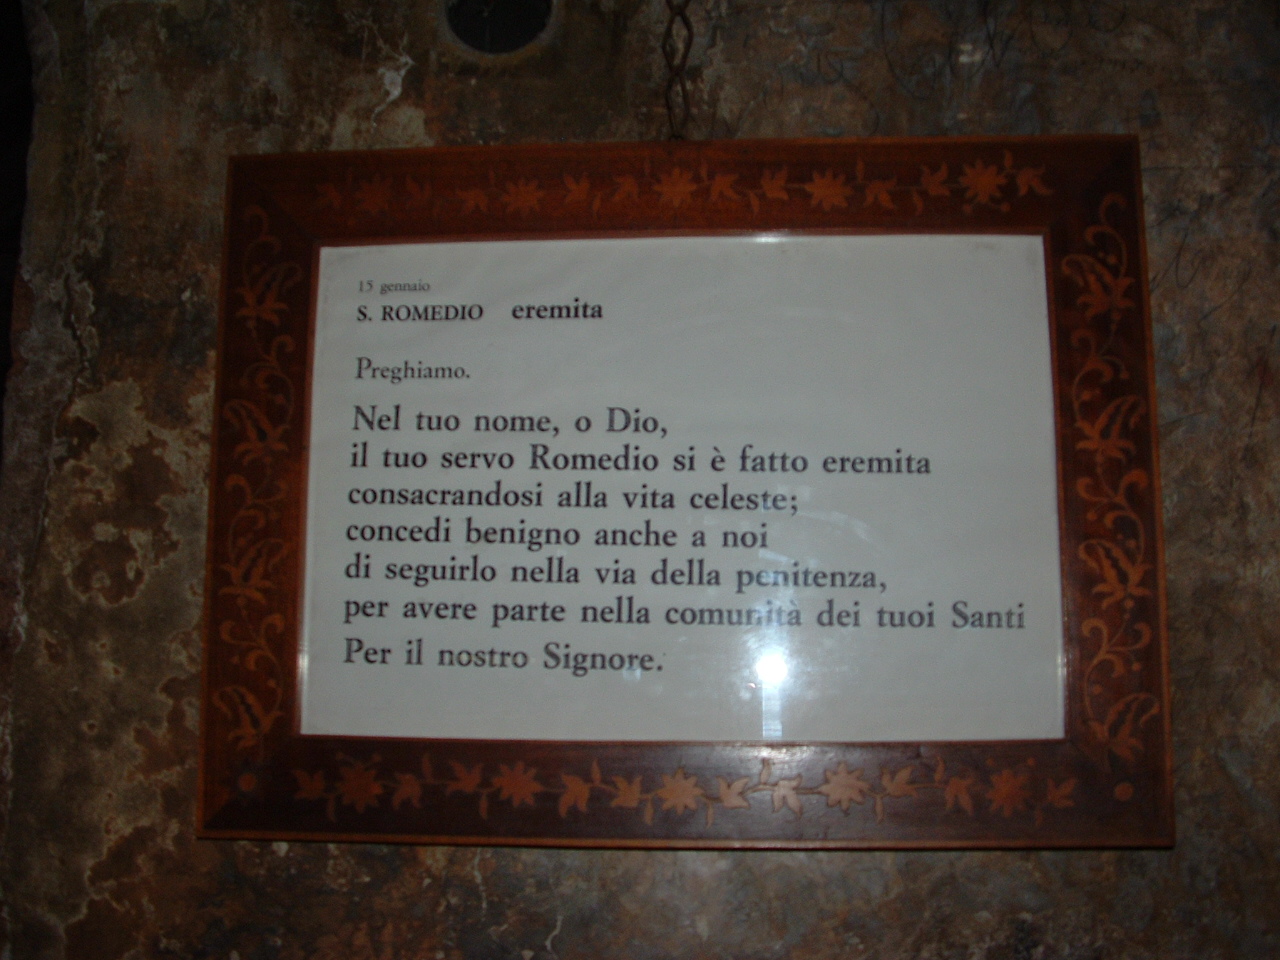 15 gennaio
S. ROMEDIO eremita
Preghiamo.
Nel tuo nome, o Dio,
il tuo servo Romedio si è fatto eremita
consacrandosi alla vita celeste;
concedi benigno anche a noi
di seguirlo nella via della penitenza,
per avere parte nella comunità dei tuoi Santi
Per il nostro Signore.